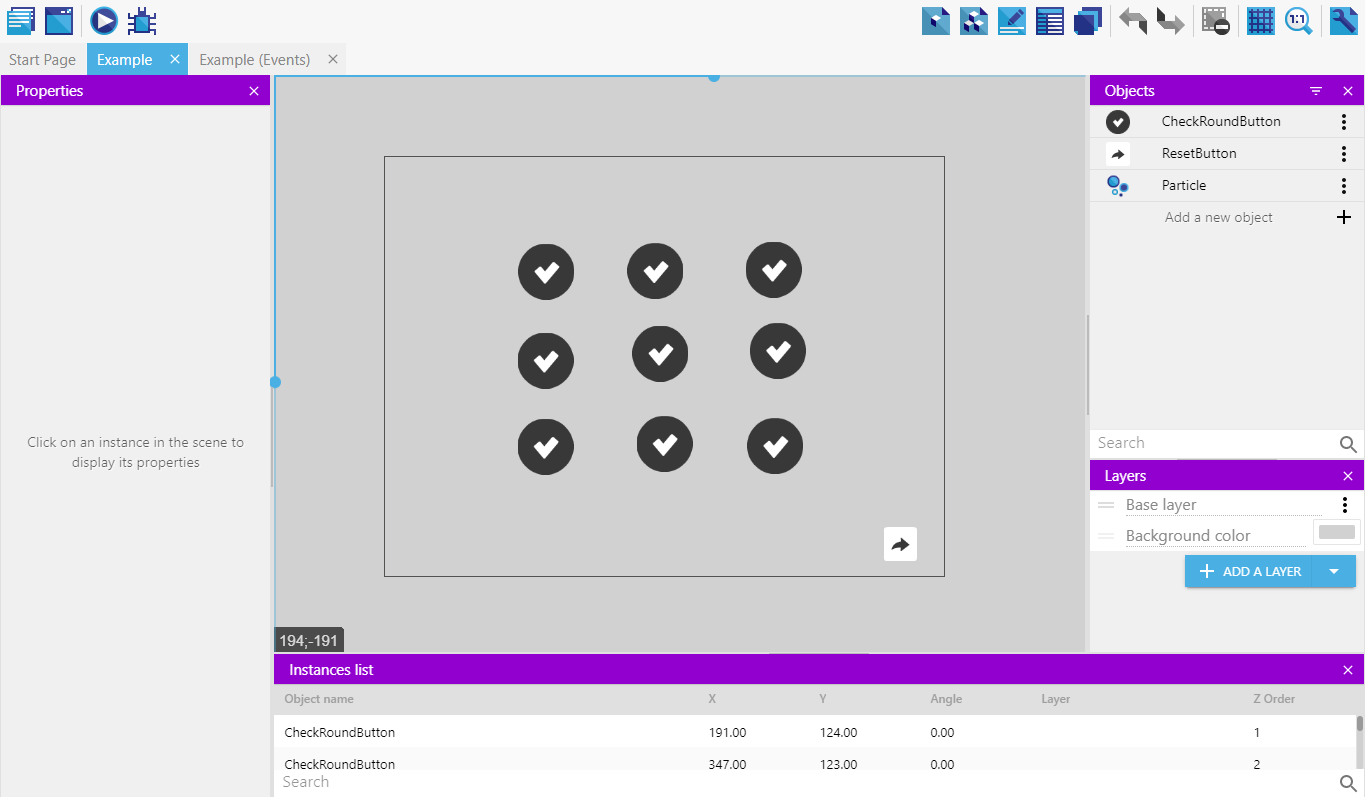 1:1
Start Page
Example
Example (Events)
Properties
Click on an instance in the scene to
display its properties
194;-191
Objects
CheckRoundButton
ResetButton
Particle
Add a new object
Search
Layers
Base layer
Background color
ADD A LAYER
Instances list
Object name X Y Angle Layer Z Order
CheckRoundButton 191.00 124.00 0.00 1
CheckRoundButton 347.00 123.00 0.00 2
Search